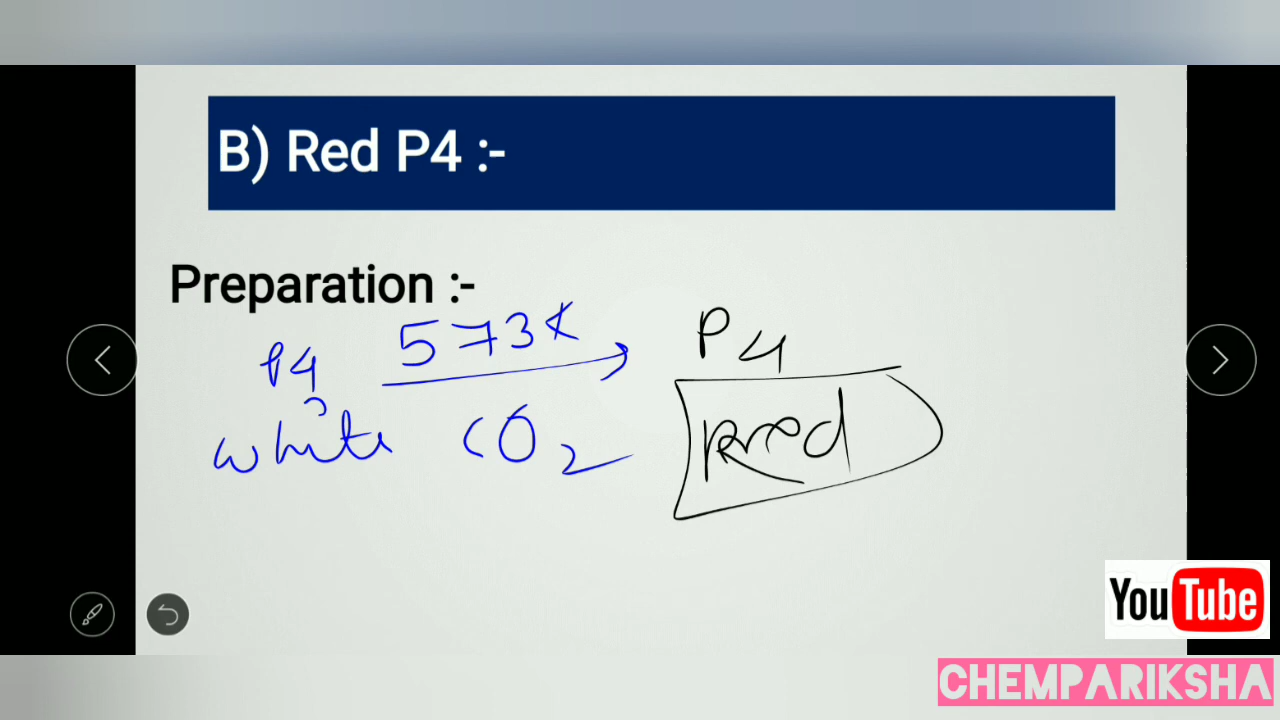 B) Red P4 :-
Preparation :-
P4 573K P4
white CO2 Red
YouTube
CHEMPARIKSHA